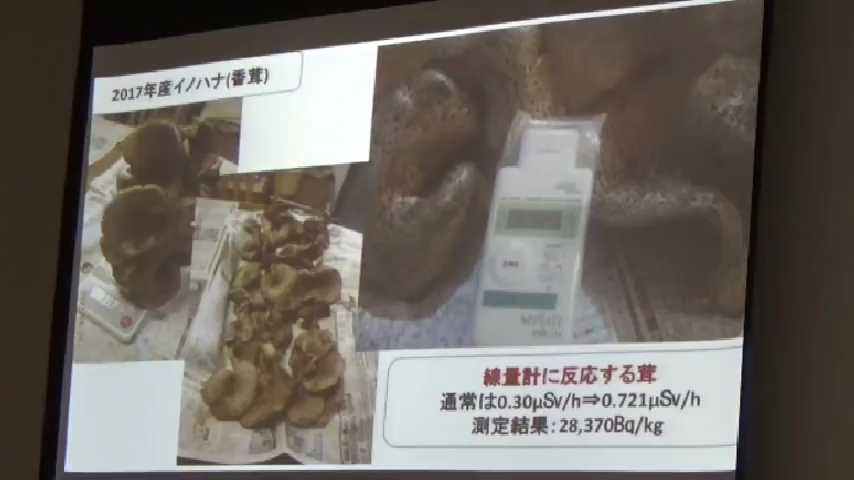 2017年産イノハナ(香茸)
線量計に反応する茸
通常は0.30μSv/h⇒0.721μSv/h
測定結果：28,370Bq/kg